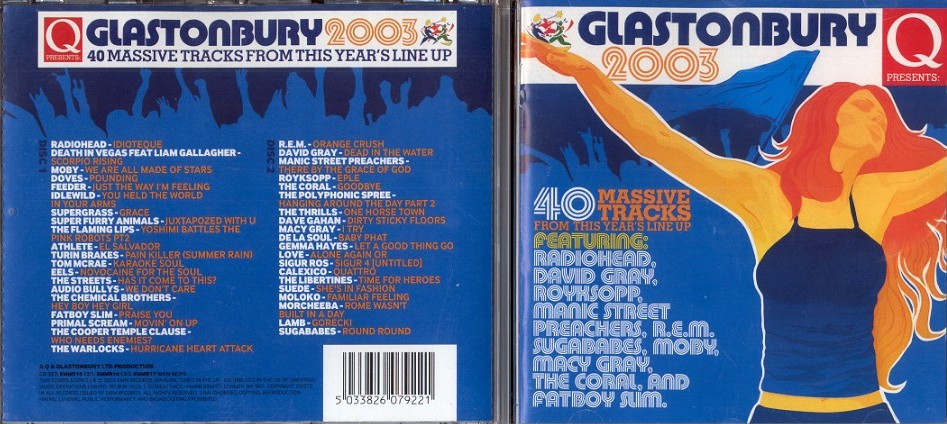 Q
PRESENTS:
GLASTONBURY 2003
40 MASSIVE TRACKS FROM THIS YEAR'S LINE UP
DISC 1
RADIOHEAD - IDIOTEQUE
DEATH IN VEGAS FEAT LIAM GALLAGHER -
SCORPIO RISING
MOBY - WE ARE ALL MADE OF STARS
DOVES - POUNDING
FEEDER - JUST THE WAY I'M FEELING
IDLEWILD - YOU HELD THE WORLD
IN YOUR ARMS
SUPERGRASS - GRACE
SUPER FURRY ANIMALS - JUXTAPOZED WITH U
THE FLAMING LIPS - YOSHIMI BATTLES THE
PINK ROBOTS PT2
ATHLETE - EL SALVADOR
TURIN BRAKES - PAIN KILLER (SUMMER RAIN)
TOM MCRAE - KARAOKE SOUL
EELS - NOVOCAINE FOR THE SOUL
THE STREETS - HAS IT COME TO THIS?
AUDIO BULLYS - WE DON'T CARE
THE CHEMICAL BROTHERS -
HEY BOY HEY GIRL
FATBOY SLIM - PRAISE YOU
PRIMAL SCREAM - MOVIN' ON UP
THE COOPER TEMPLE CLAUSE -
WHO NEEDS ENEMIES?
THE WARLOCKS - HURRICANE HEART ATTACK
DISC 2
R.E.M. - ORANGE CRUSH
DAVID GRAY - DEAD IN THE WATER
MANIC STREET PREACHERS -
THERE BY THE GRACE OF GOD
ROYKSOPP - EPLE
THE CORAL - GOODBYE
THE POLYPHONIC SPREE -
HANGING AROUND THE DAY PART 2
THE THRILLS - ONE HORSE TOWN
DAVE GAHAN - DIRTY STICKY FLOORS
MACY GRAY - I TRY
DE LA SOUL - BABY PHAT
GEMMA HAYES - LET A GOOD THING GO
LOVE - ALONE AGAIN OR
SIGUR ROS - SIGUR 4 [UNTITLED]
CALEXICO - QUATTRO
THE LIBERTINES - TIME FOR HEROES
SUEDE - SHE'S IN FASHION
MOLOKO - FAMILIAR FEELING
MORCHEEBA - ROME WASN'T
BUILT IN A DAY
LAMB - GORECKI
SUGABABES - ROUND ROUND
A Q & GLASTONBURY LTD PRODUCTION
5 033826 079221
GLASTONBURY
2003
Q
PRESENTS:
40 MASSIVE
TRACKS
FROM THIS YEAR'S LINE UP
FEATURING:
RADIOHEAD,
DAVID GRAY,
ROYKSOPP,
MANIC STREET
PREACHERS, R.E.M.
SUGABABES, MOBY,
MACY GRAY,
THE CORAL, AND
FATBOY SLIM.